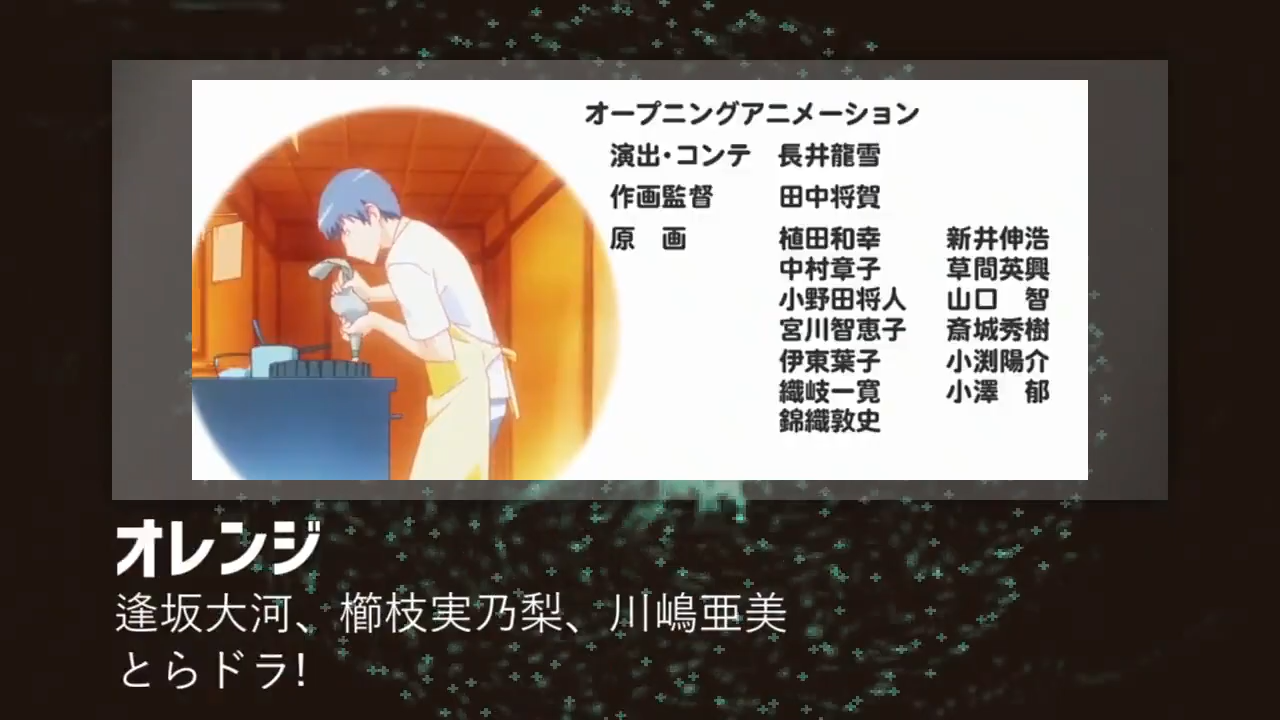 オープニングアニメーション
演出・コンテ 長井龍雪
作画監督 田中将賀
原 画 植田和幸 新井伸浩
中村章子 草間英興
小野田将人 山口 智
宮川智恵子 斎城秀樹
伊東葉子 小渕陽介
織岐一寛 小澤 郁
錦織敦史
オレンジ
逢坂大河、櫛枝実乃梨、川嶋亜美
とらドラ!